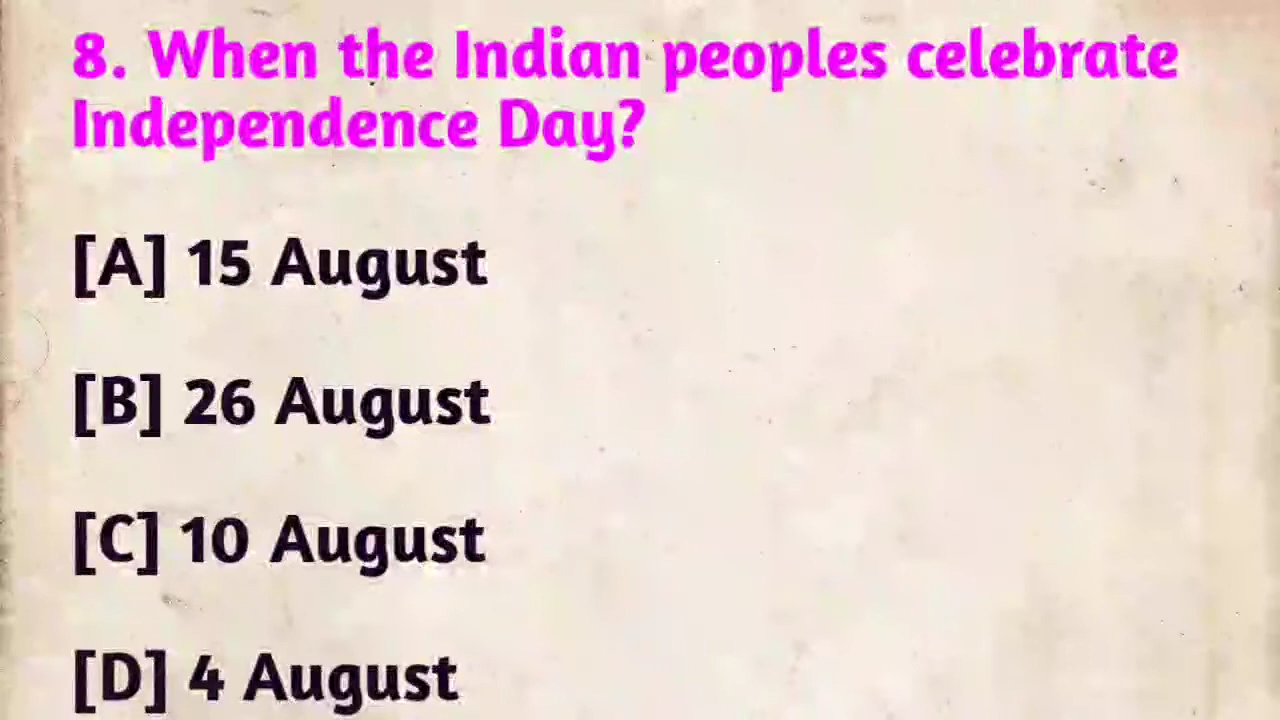 8. When the Indian peoples celebrate
Independence Day?
[A] 15 August
[B] 26 August
[C] 10 August
[D] 4 August